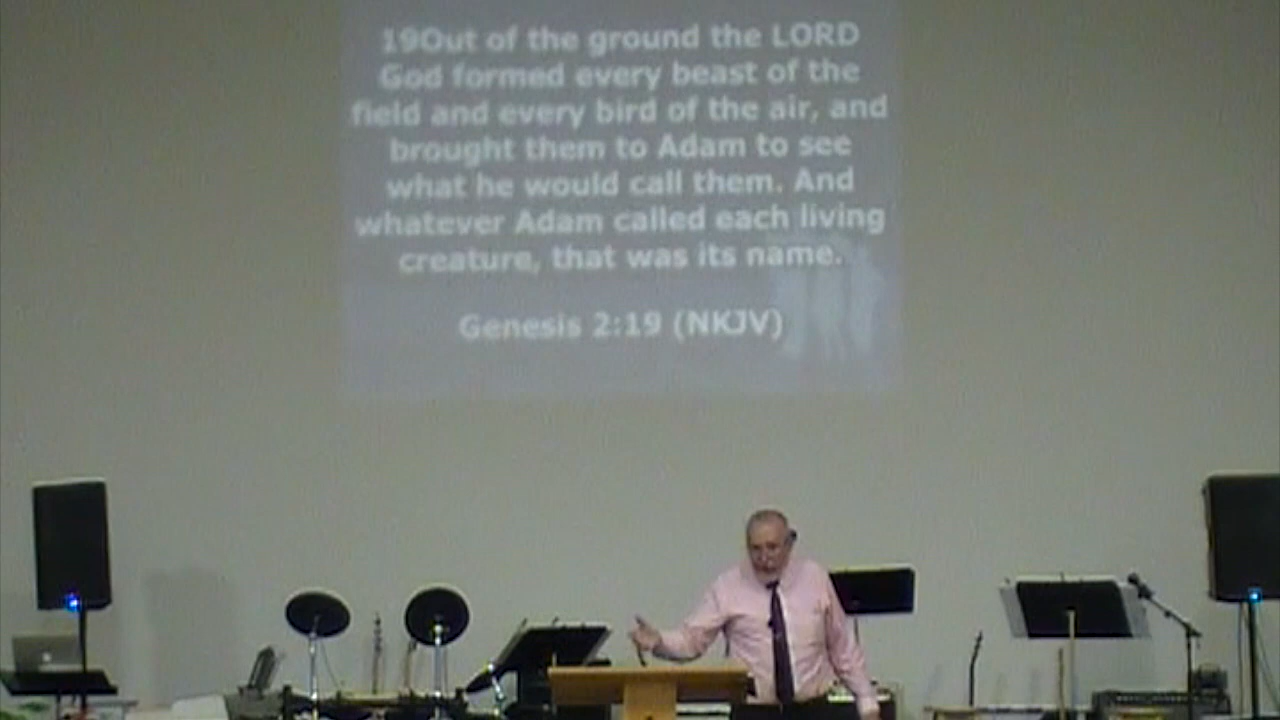 19Out of the ground the LORD
God formed every beast of the
field and every bird of the air, and
brought them to Adam to see
what he would call them. And
whatever Adam called each living
creature, that was its name.
Genesis 2:19 (NKJV)